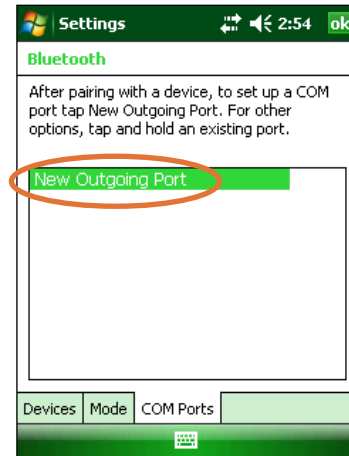 Settings 2:54 ok
Bluetooth
After pairing with a device, to set up a COM
port tap New Outgoing Port. For other
options, tap and hold an existing port.
New Outgoing Port
Devices Mode COM Ports